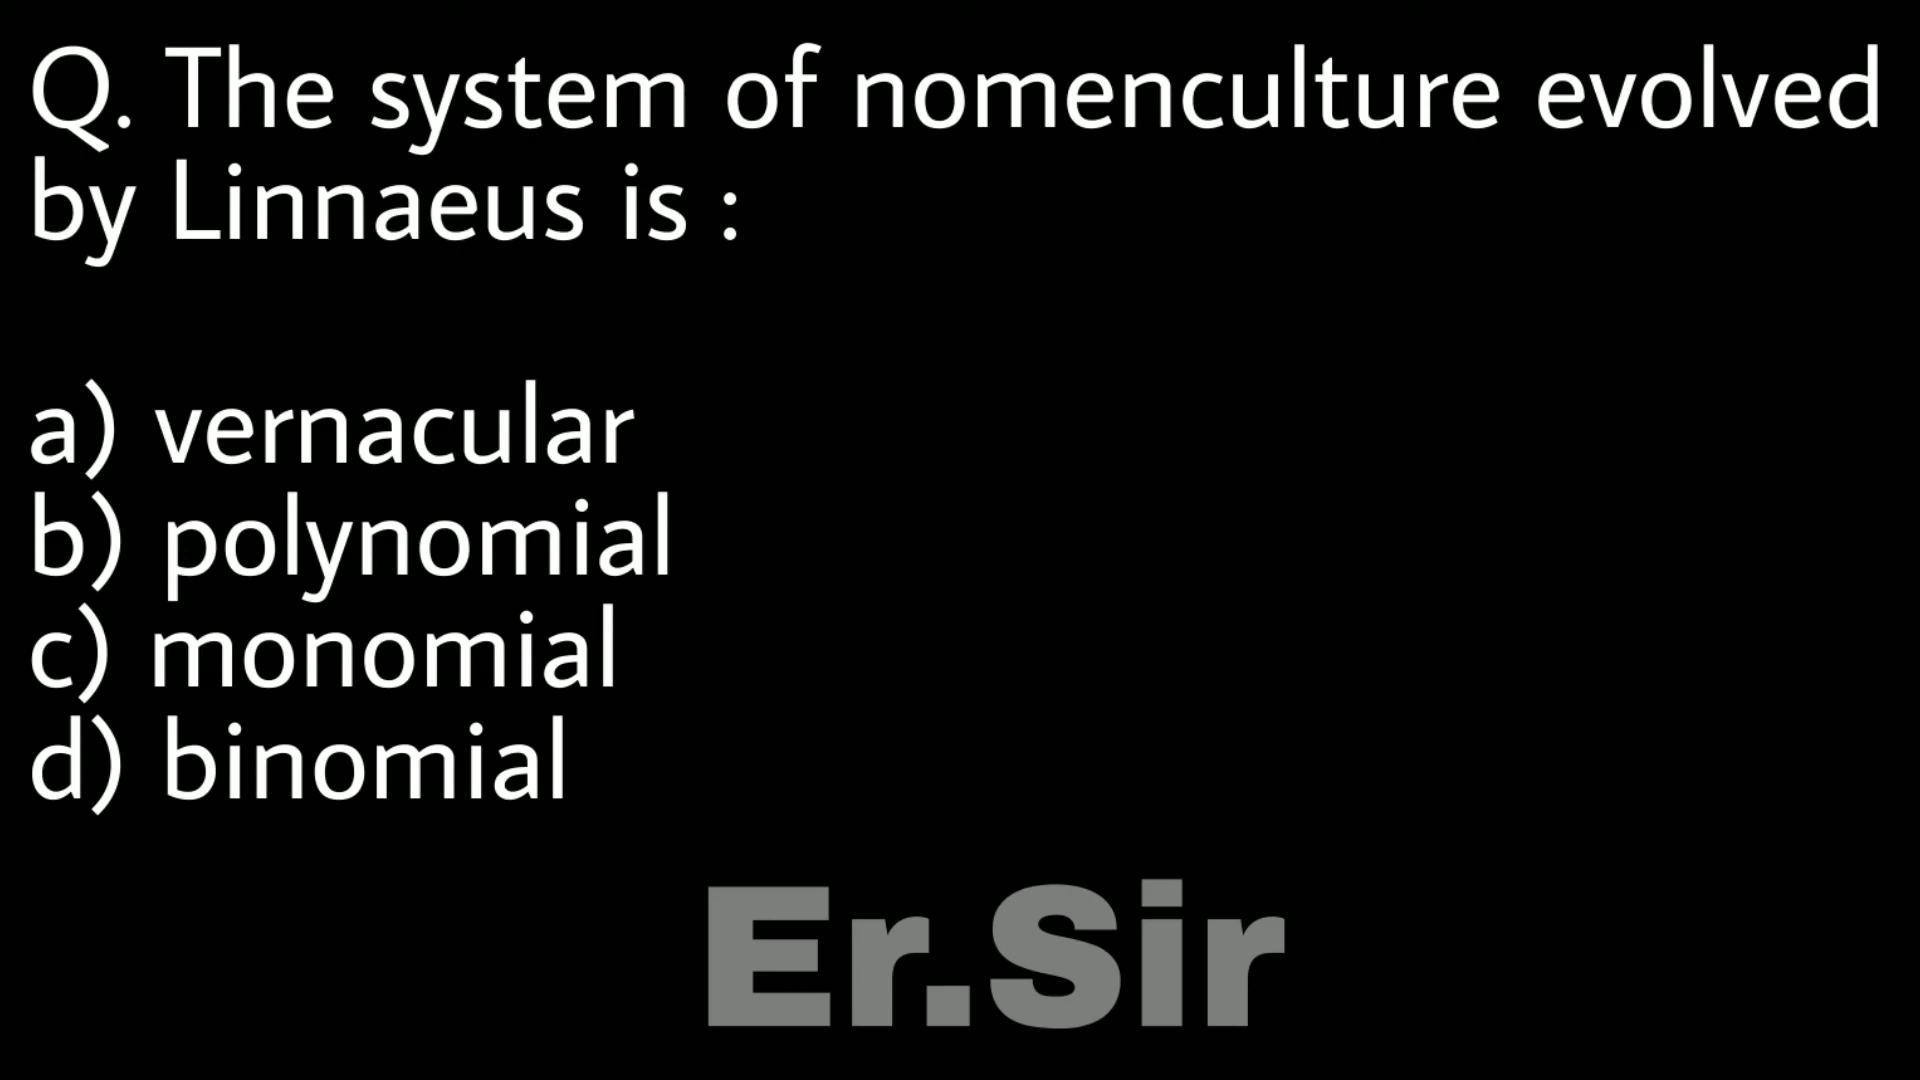 Q. The system of nomenculture evolved
by Linnaeus is :
a) vernacular
b) polynomial
c) monomial
d) binomial
Er.Sir